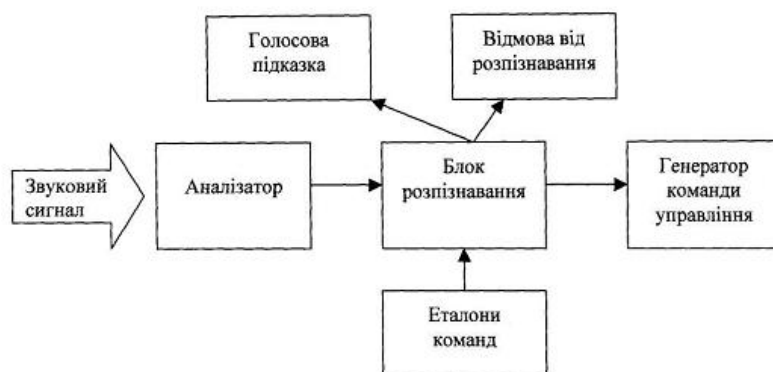 Голосова
підказка
Відмова від
розпізнавання
Звуковий
сигнал
Аналізатор
Блок
розпізнавання
Генератор
команди
управління
Еталони
команд